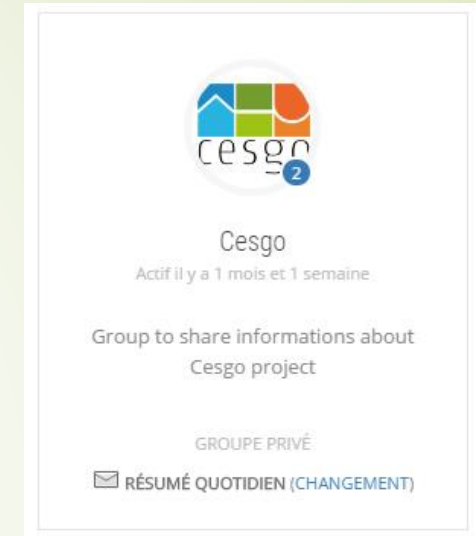 cesgo
2
Cesgo
Actif il y a 1 mois et 1 semaine
Group to share informations about
Cesgo project
GROUPE PRIVÉ
RÉSUMÉ QUOTIDIEN (CHANGEMENT)